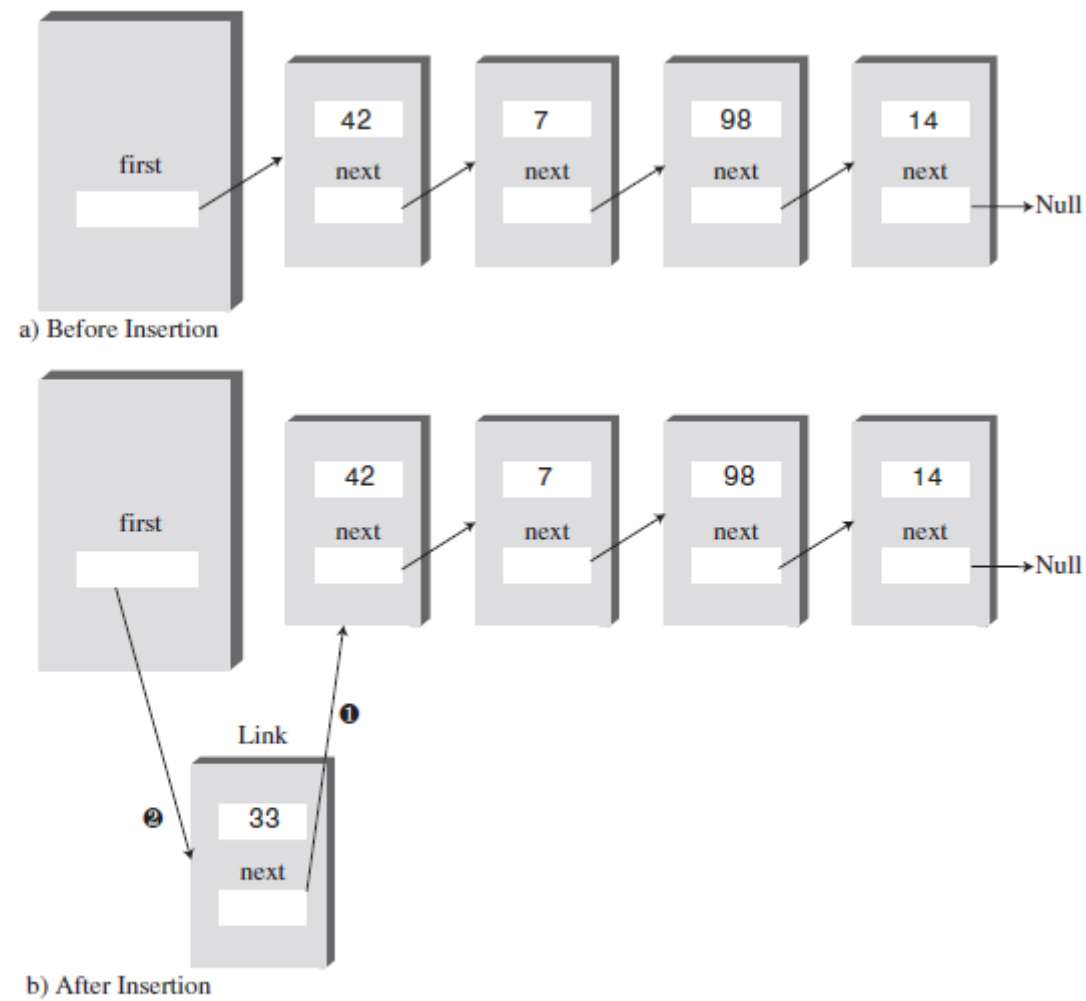 42 7 98 14
first next next next next
Null
a) Before Insertion
42 7 98 14
first next next next next
Null
❶
Link
❷ 33
next
b) After Insertion